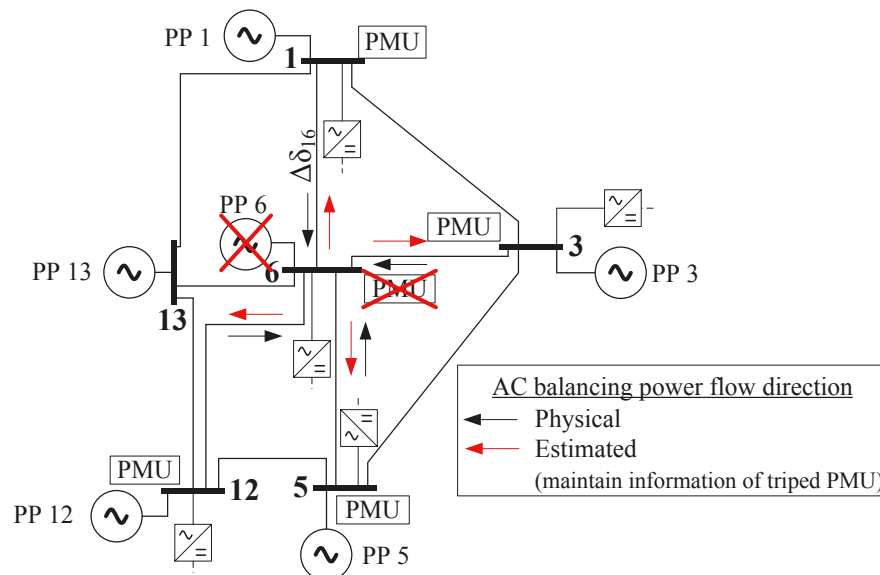 PP 1
PMU
1
Δδ16
PP 6
PMU
3
PP 13
6
PMU
PP 3
13
AC balancing power flow direction
Physical
Estimated
(maintain information of triped PMU)
PMU
12
5
PMU
PP 12
PP 5